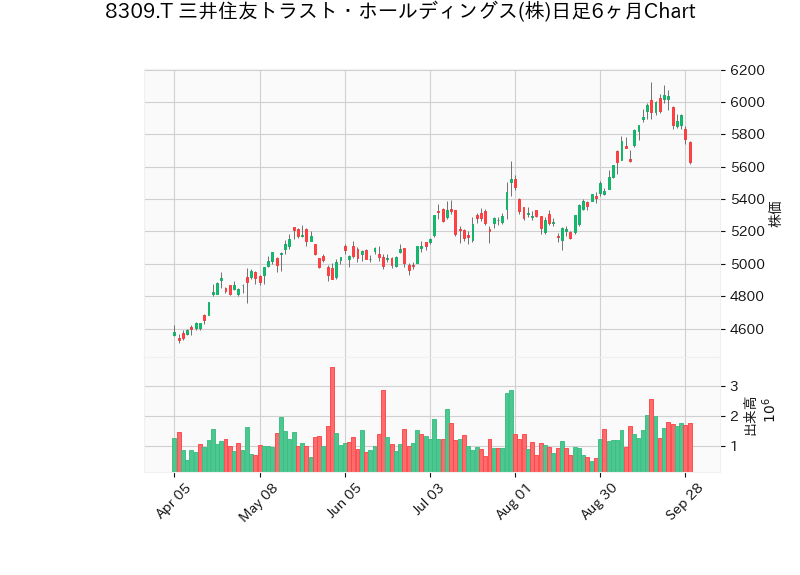 8309.T 三井住友トラスト・ホールディングス(株)日足6ヶ月Chart
6200
6000
5800
5600
5400
5200
5000
4800
4600
株価
3
2
1
出来高
10^6
Apr 05
May 08
Jun 05
Jul 03
Aug 01
Aug 30
Sep 28